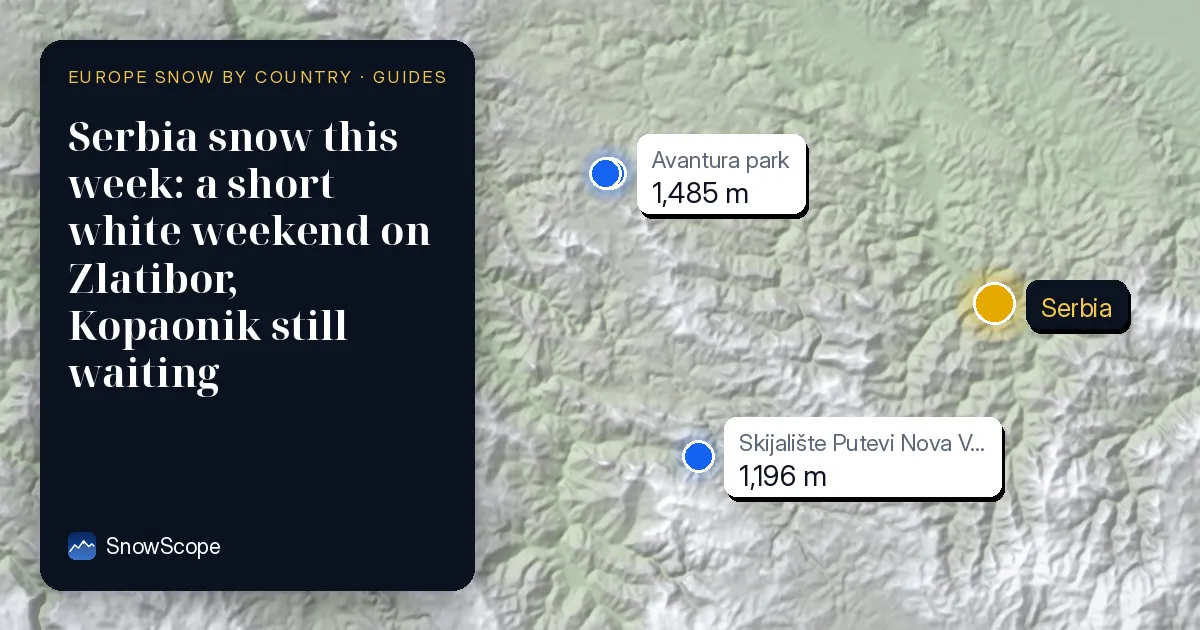 EUROPE SNOW BY COUNTRY · GUIDES
Serbia snow this
week: a short
white weekend on
Zlatibor,
Kopaonik still
waiting
SnowScope
Avantura park
1,485 m
Serbia
Skijalište Putevi Nova V...
1,196 m